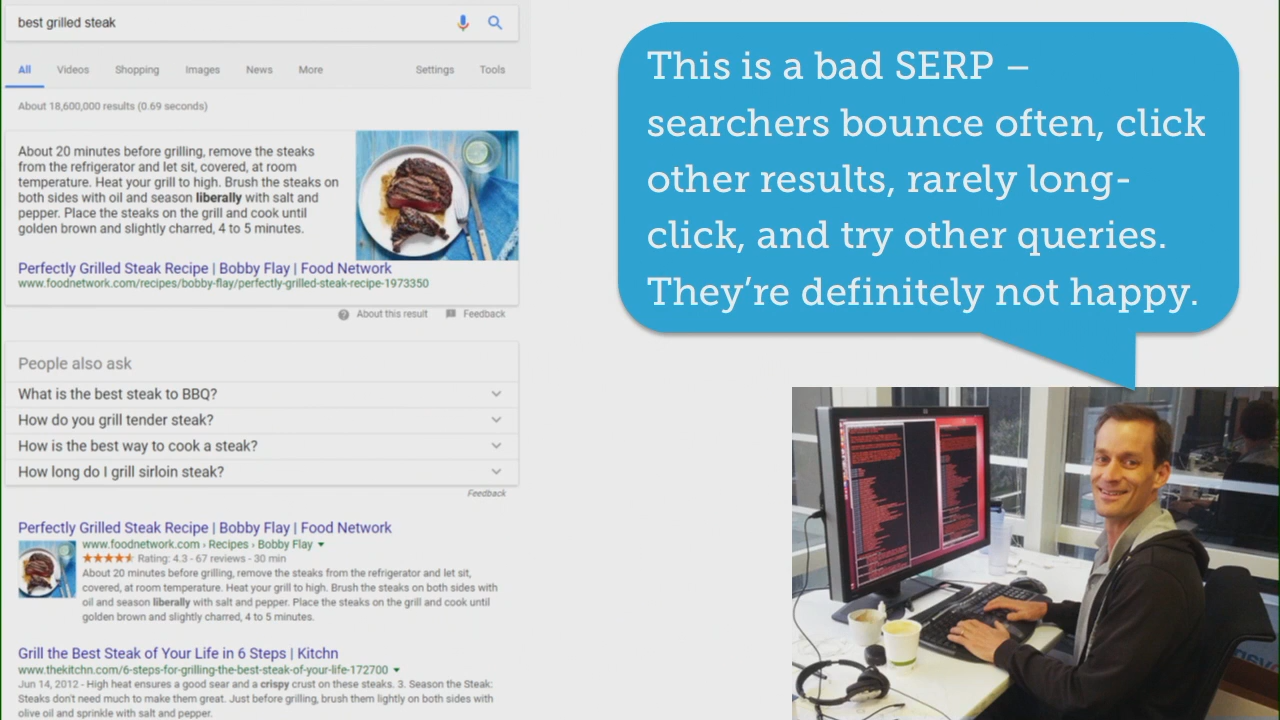 best grilled steak
All Videos Shopping Images News More Settings Tools
About 18,600,000 results (0.69 seconds)
About 20 minutes before grilling, remove the steaks
from the refrigerator and let sit, covered, at room
temperature. Heat your grill to high. Brush the steaks on
both sides with oil and season liberally with salt and
pepper. Place the steaks on the grill and cook until
golden brown and slightly charred, 4 to 5 minutes.
Perfectly Grilled Steak Recipe | Bobby Flay | Food Network
www.foodnetwork.com/recipes/bobby-flay/perfectly-grilled-steak-recipe-1973350
About this result Feedback
People also ask
What is the best steak to BBQ?
How do you grill tender steak?
How is the best way to cook a steak?
How long do I grill sirloin steak?
Feedback
Perfectly Grilled Steak Recipe | Bobby Flay | Food Network
www.foodnetwork.com › Recipes › Bobby Flay
Rating: 4.3 - 67 reviews - 30 min
About 20 minutes before grilling, remove the steaks from the refrigerator and let sit,
covered, at room temperature. Heat your grill to high. Brush the steaks on both sides with
oil and season liberally with salt and pepper. Place the steaks on the grill and cook until
golden brown and slightly charred, 4 to 5 minutes.
Grill the Best Steak of Your Life in 6 Steps | Kitchn
www.thekitchn.com/6-steps-for-grilling-the-best-steak-of-your-life-172700
Jun 14, 2012 - High heat ensures a good sear and a crispy crust on these steaks. 3. Season the Steak:
Steaks don't need much to make them great. Just before grilling, brush them lightly on both sides with
olive oil and sprinkle with salt and pepper.
This is a bad SERP –
searchers bounce often, click
other results, rarely long-
click, and try other queries.
They're definitely not happy.